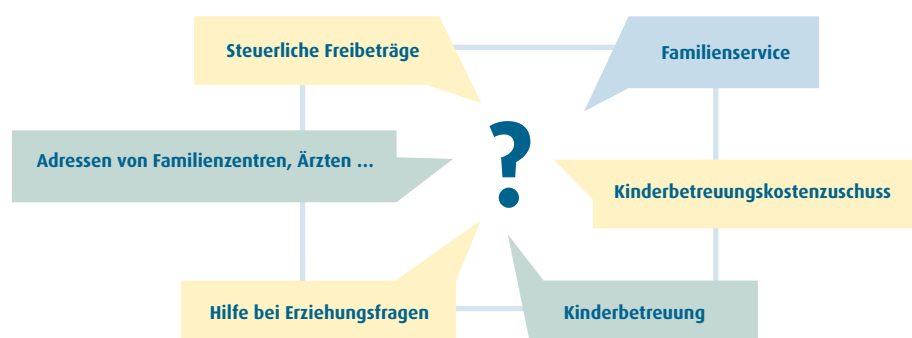 Steuerliche Freibeträge
Familienservice
Adressen von Familienzentren, Ärzten ...
?
Kinderbetreuungskostenzuschuss
Hilfe bei Erziehungsfragen
Kinderbetreuung